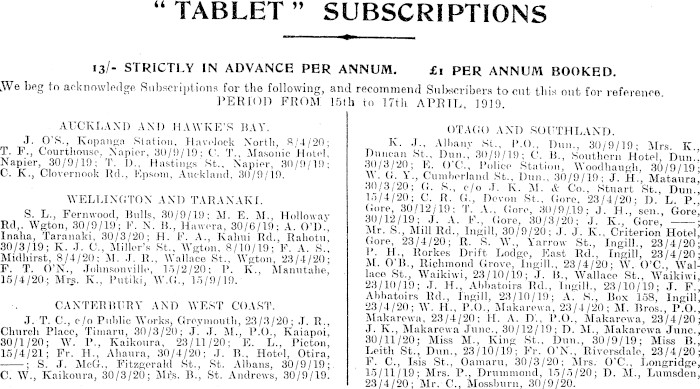 "TABLET" SUBSCRIPTIONS
13/- STRICTLY IN ADVANCE PER ANNUM. £1 PER ANNUM BOOKED.
We beg to acknowledge Subscriptions for the following, and recommend Subscribers to cut this out for reference.
PERIOD FROM 15th to 17th APRIL, 1919.
AUCKLAND AND HAWKE'S BAY.
J. O'S., Kopanga Station, Havelock North, 8/4/20;
T. F., Courthouse, Napier, 30/9/19; C. T., Masonic Hotel,
Napier, 30/9/19; T. D., Hastings St., Napier, 30/9/19;
C. K., Clovernook Rd., Epsom, Auckland, 30/9/19.
WELLINGTON AND TARANAKI.
S. L., Fernwood, Bulls, 30/9/19; M. E. M., Holloway
Rd., Wgton, 30/9/19; F. N. B., Hawera, 30/6/19; A. O'D.,
Inaha, Taranaki, 30/3/20; H. F. A., Kahui Rd., Rahotu,
30/3/19; K. J. C., Miller's St., Wgton, 8/10/19; F. A. S.,
Midhirst, 8/4/20; M. J. R., Wallace St., Wgton, 23/4/20;
F. T. O'N., Johnsonville, 15/2/20; P. K., Manutahe,
15/4/20; Mrs. K., Putiki, W.G., 15/9/19.
CANTERBURY AND WEST COAST.
J. T. C., c/o Public Works, Greymouth, 23/3/20; J. R.,
Church Place, Timaru, 30/3/20; J. J. M., P.O., Kaiapoi,
30/1/20; W. P., Kaikoura, 23/11/20; E. L., Picton,
15/4/21; Fr. H., Ahaura, 30/4/20; J. B., Hotel, Otira,
——; S. J. McG., Fitzgerald St., St. Albans, 30/9/19;
C. W., Kaikoura, 30/3/20; Mrs. B., St. Andrews, 30/9/19.
OTAGO AND SOUTHLAND.
K. J., Albany St., P.O., Dun., 30/9/19; Mrs. K.,
Duncan St., Dun., 30/9/19; C. B., Southern Hotel, Dun.,
30/3/20; E. O'C., Police Station, Woodhaugh, 30/9/19;
W. G. Y., Cumberland St., Dun., 30/9/19; J. H., Mataura,
30/3/20; G. S., c/o J. K. M. & Co., Stuart St., Dun.,
15/4/20; C. R. G., Devon St., Gore, 23/4/20; D. L. P.,
Gore, 30/12/19; T. A., Gore, 30/9/19; J. H., sen., Gore,
30/12/19; J. A. F., Gore, 30/3/20; J. K., Gore, ——;
Mr. S., Mill Rd., Ingill, 30/9/20; J. J. K., Criterion Hotel,
Gore, 23/4/20; R. S. W., Yarrow St., Ingill., 23/4/20;
P. H., Rorkes Drift Lodge, East Rd., Ingill, 23/4/20;
M. O'B., Richmond Grove, Ingill., 23/4/20; W. O'C., Wal-
lace St., Waikiwi, 23/10/19; J. B., Wallace St., Waikiwi,
23/10/19; J. H., Abbatoirs Rd., Ingill, 23/10/19; J. F.,
Abbatoirs Rd., Ingill, 23/10/19; A. S., Box 158, Ingill,
23/4/20; W. H., P.O., Makarewa, 23/4/20; M. Bros., P.O.,
Makarewa, 23/4/20; H. A. D., P.O., Makarewa, 23/4/20;
J. K., Makarewa Junc., 30/12/19; D. M., Makarewa June,
30/11/20; Miss M., King St., Dun., 30/9/19; Miss B.,
Leith St., Dun., 23/10/19; Fr. O'N., Riversdale, 23/4/20;
F. C., Isis St., Oamaru, 30/3/20; Mrs. O'C., Longridge,
15/11/19; Mrs. P., Drummond, 15/5/20; D. M., Lumsden,
23/4/20; Mr. C., Mossburn, 30/9/20.